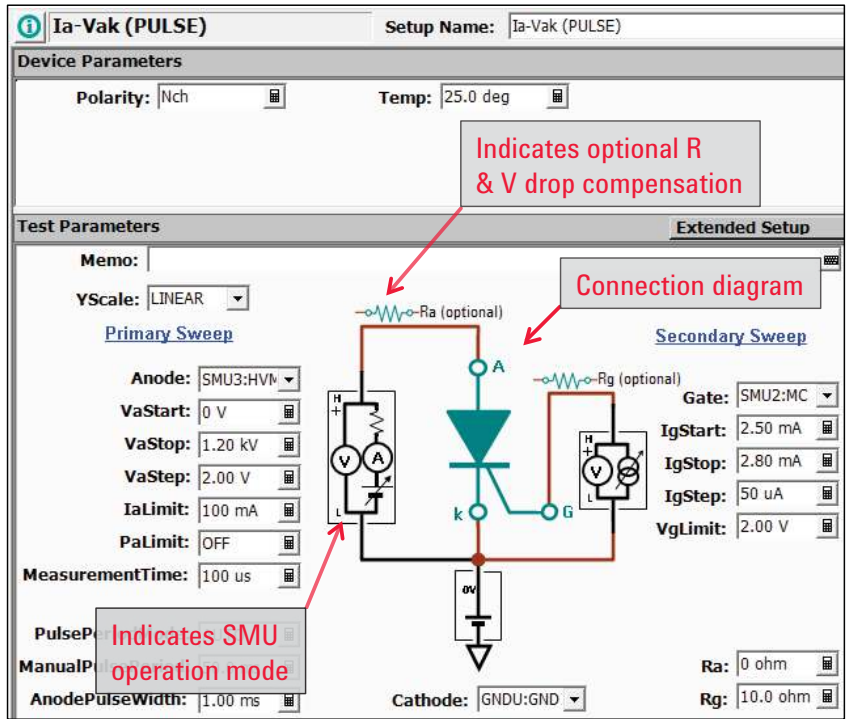 Ia-Vak (PULSE)
Setup Name: Ia-Vak (PULSE)
Device Parameters
Polarity: Nch
Temp: 25.0 deg
Indicates optional R
& V drop compensation
Test Parameters
Extended Setup
Memo:
Connection diagram
YScale: LINEAR
Ra (optional)
Primary Sweep
Secondary Sweep
A
Rg (optional)
Anode: SMU3:HVM
Gate: SMU2:MC
VaStart: 0 V
IgStart: 2.50 mA
VaStop: 1.20 kV
IgStop: 2.80 mA
VaStep: 2.00 V
IgStep: 50 uA
IaLimit: 100 mA
VgLimit: 2.00 V
H
+
V
A
L
H
+
V
L
k
G
PaLimit: OFF
MeasurementTime: 100 us
0V
Indicates SMU
operation mode
Ra: 0 ohm
AnodePulseWidth: 1.00 ms
Cathode: GNDU:GND
Rg: 10.0 ohm